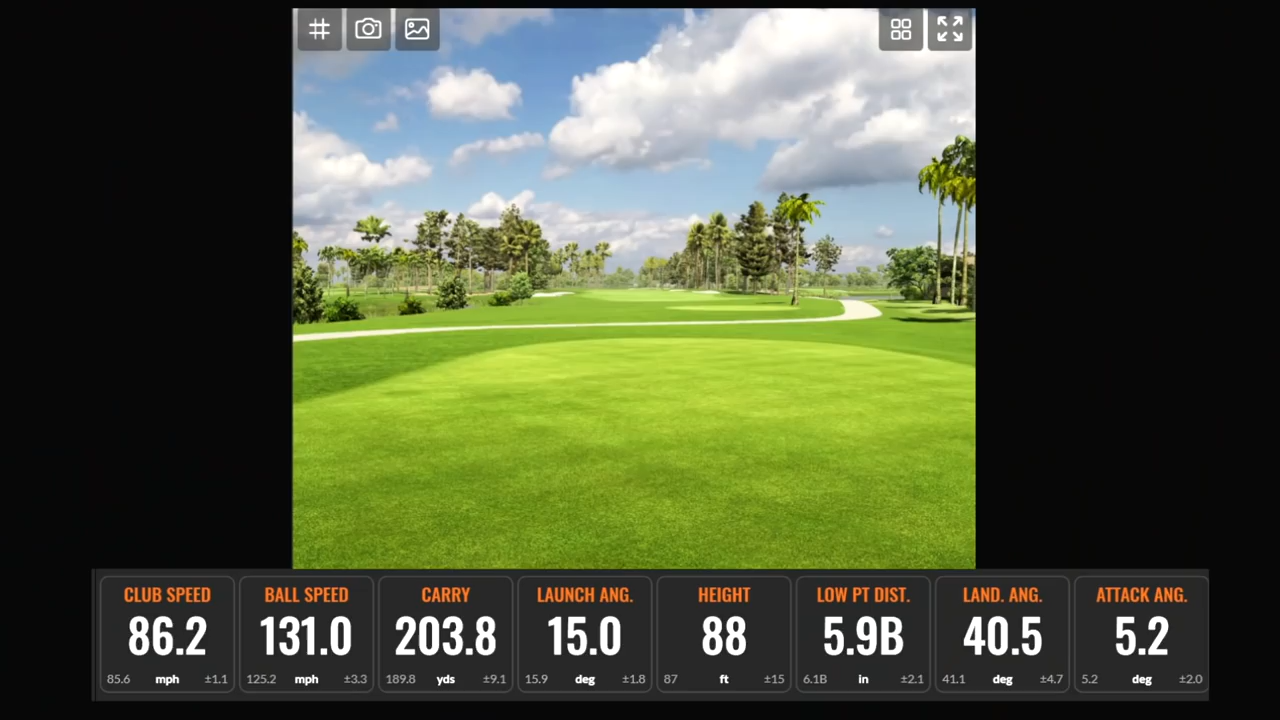 CLUB SPEED
86.2
85.6 mph ±1.1
BALL SPEED
131.0
125.2 mph ±3.3
CARRY
203.8
189.8 yds ±9.1
LAUNCH ANG.
15.0
15.9 deg ±1.8
HEIGHT
88
87 ft ±15
LOW PT DIST.
5.9B
6.1B in ±2.1
LAND. ANG.
40.5
41.1 deg ±4.7
ATTACK ANG.
5.2
5.2 deg ±2.0